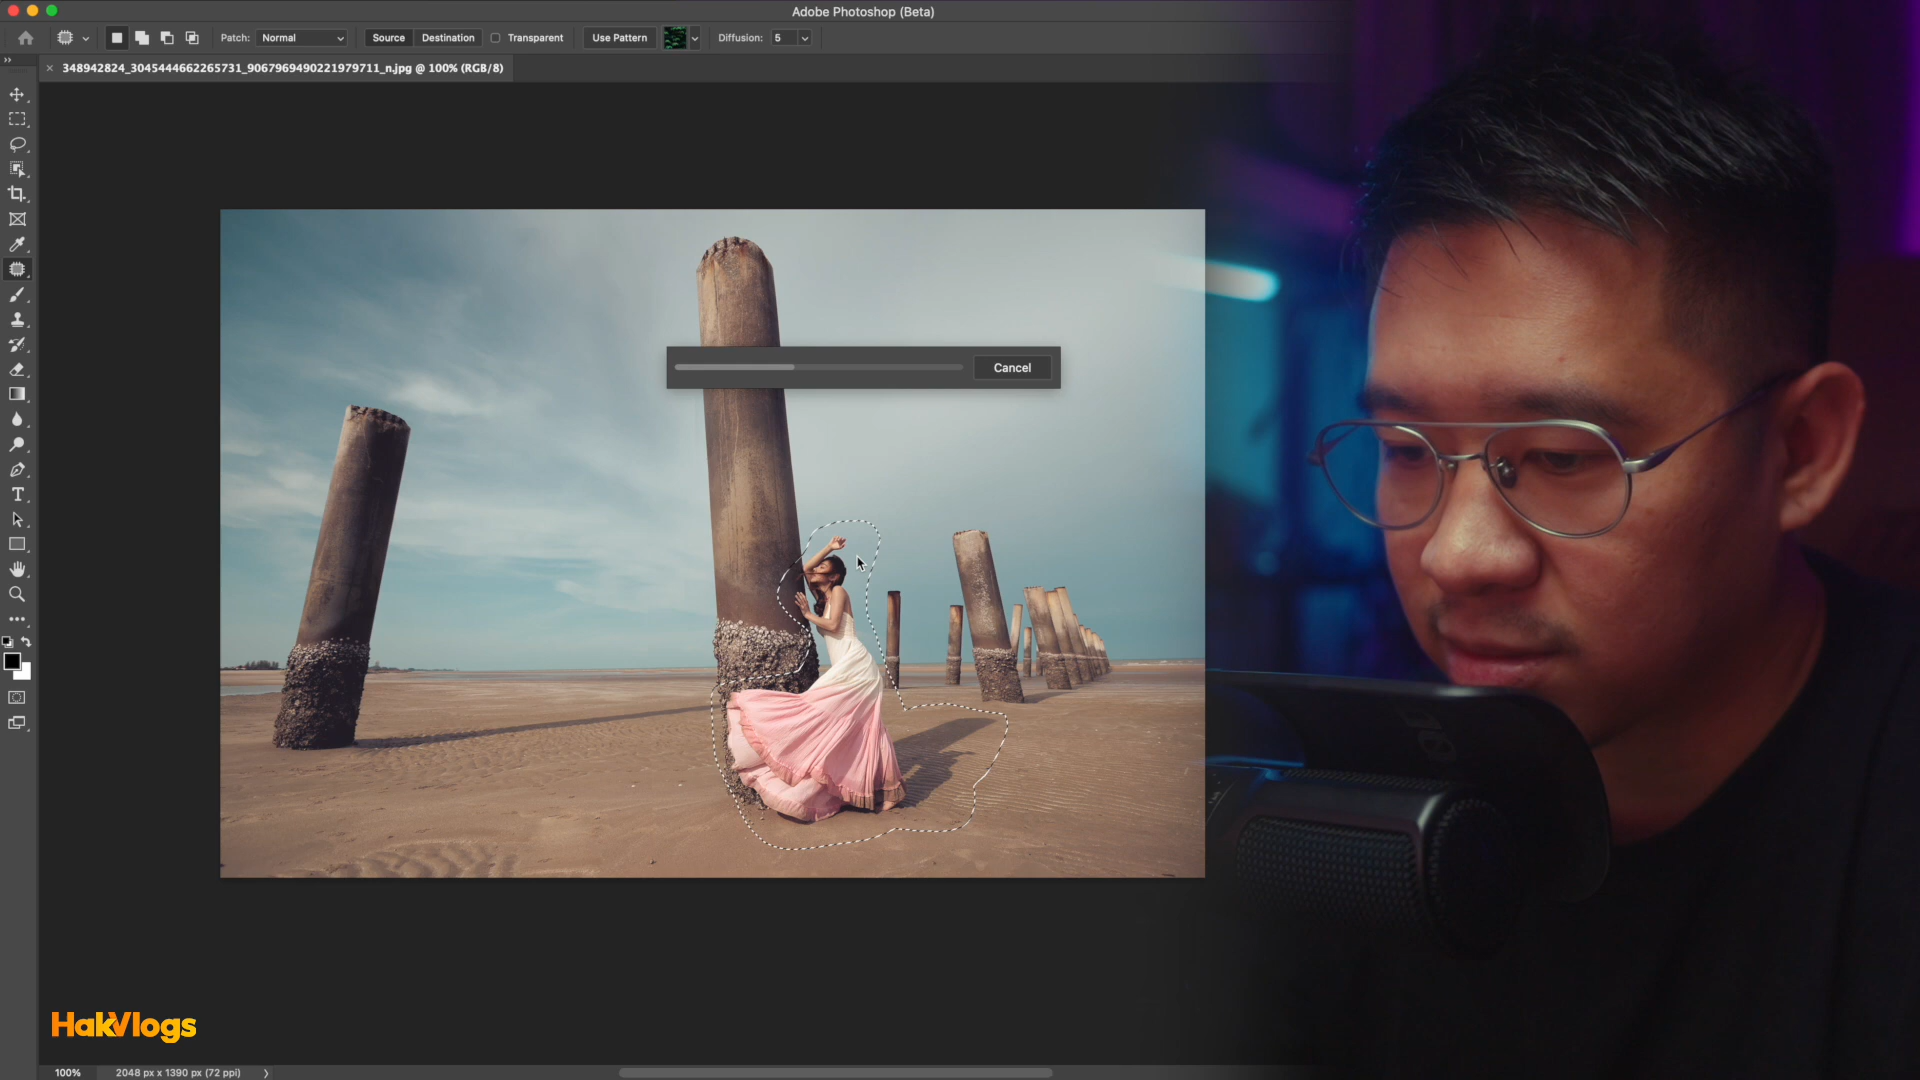 Adobe Photoshop (Beta)
Patch: Normal Source Destination Transparent Use Pattern Diffusion: 5
348942824_3045444662265731_9067969490221979711_n.jpg @ 100% (RGB/8)
Cancel
HakVlogs
100% 2048 px x 1390 px (72 ppi)